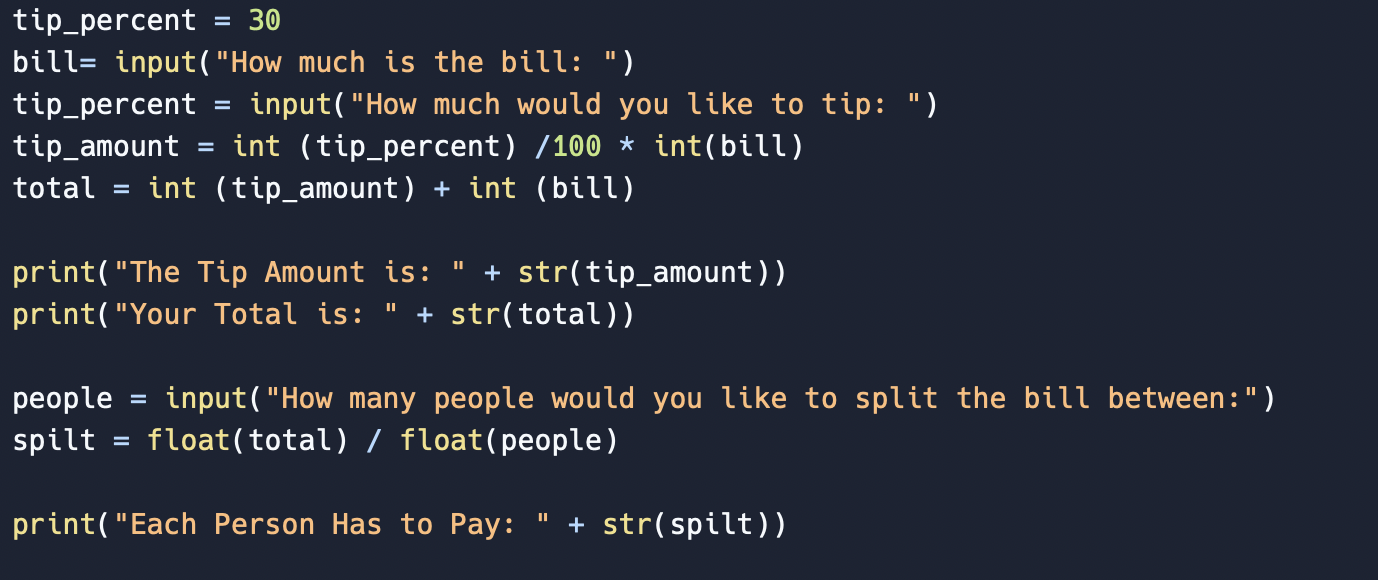 tip_percent = 30
bill= input("How much is the bill: ")
tip_percent = input("How much would you like to tip: ")
tip_amount = int (tip_percent) /100 * int(bill)
total = int (tip_amount) + int (bill)

print("The Tip Amount is: " + str(tip_amount))
print("Your Total is: " + str(total))

people = input("How many people would you like to split the bill between:")
spilt = float(total) / float(people)

print("Each Person Has to Pay: " + str(spilt))